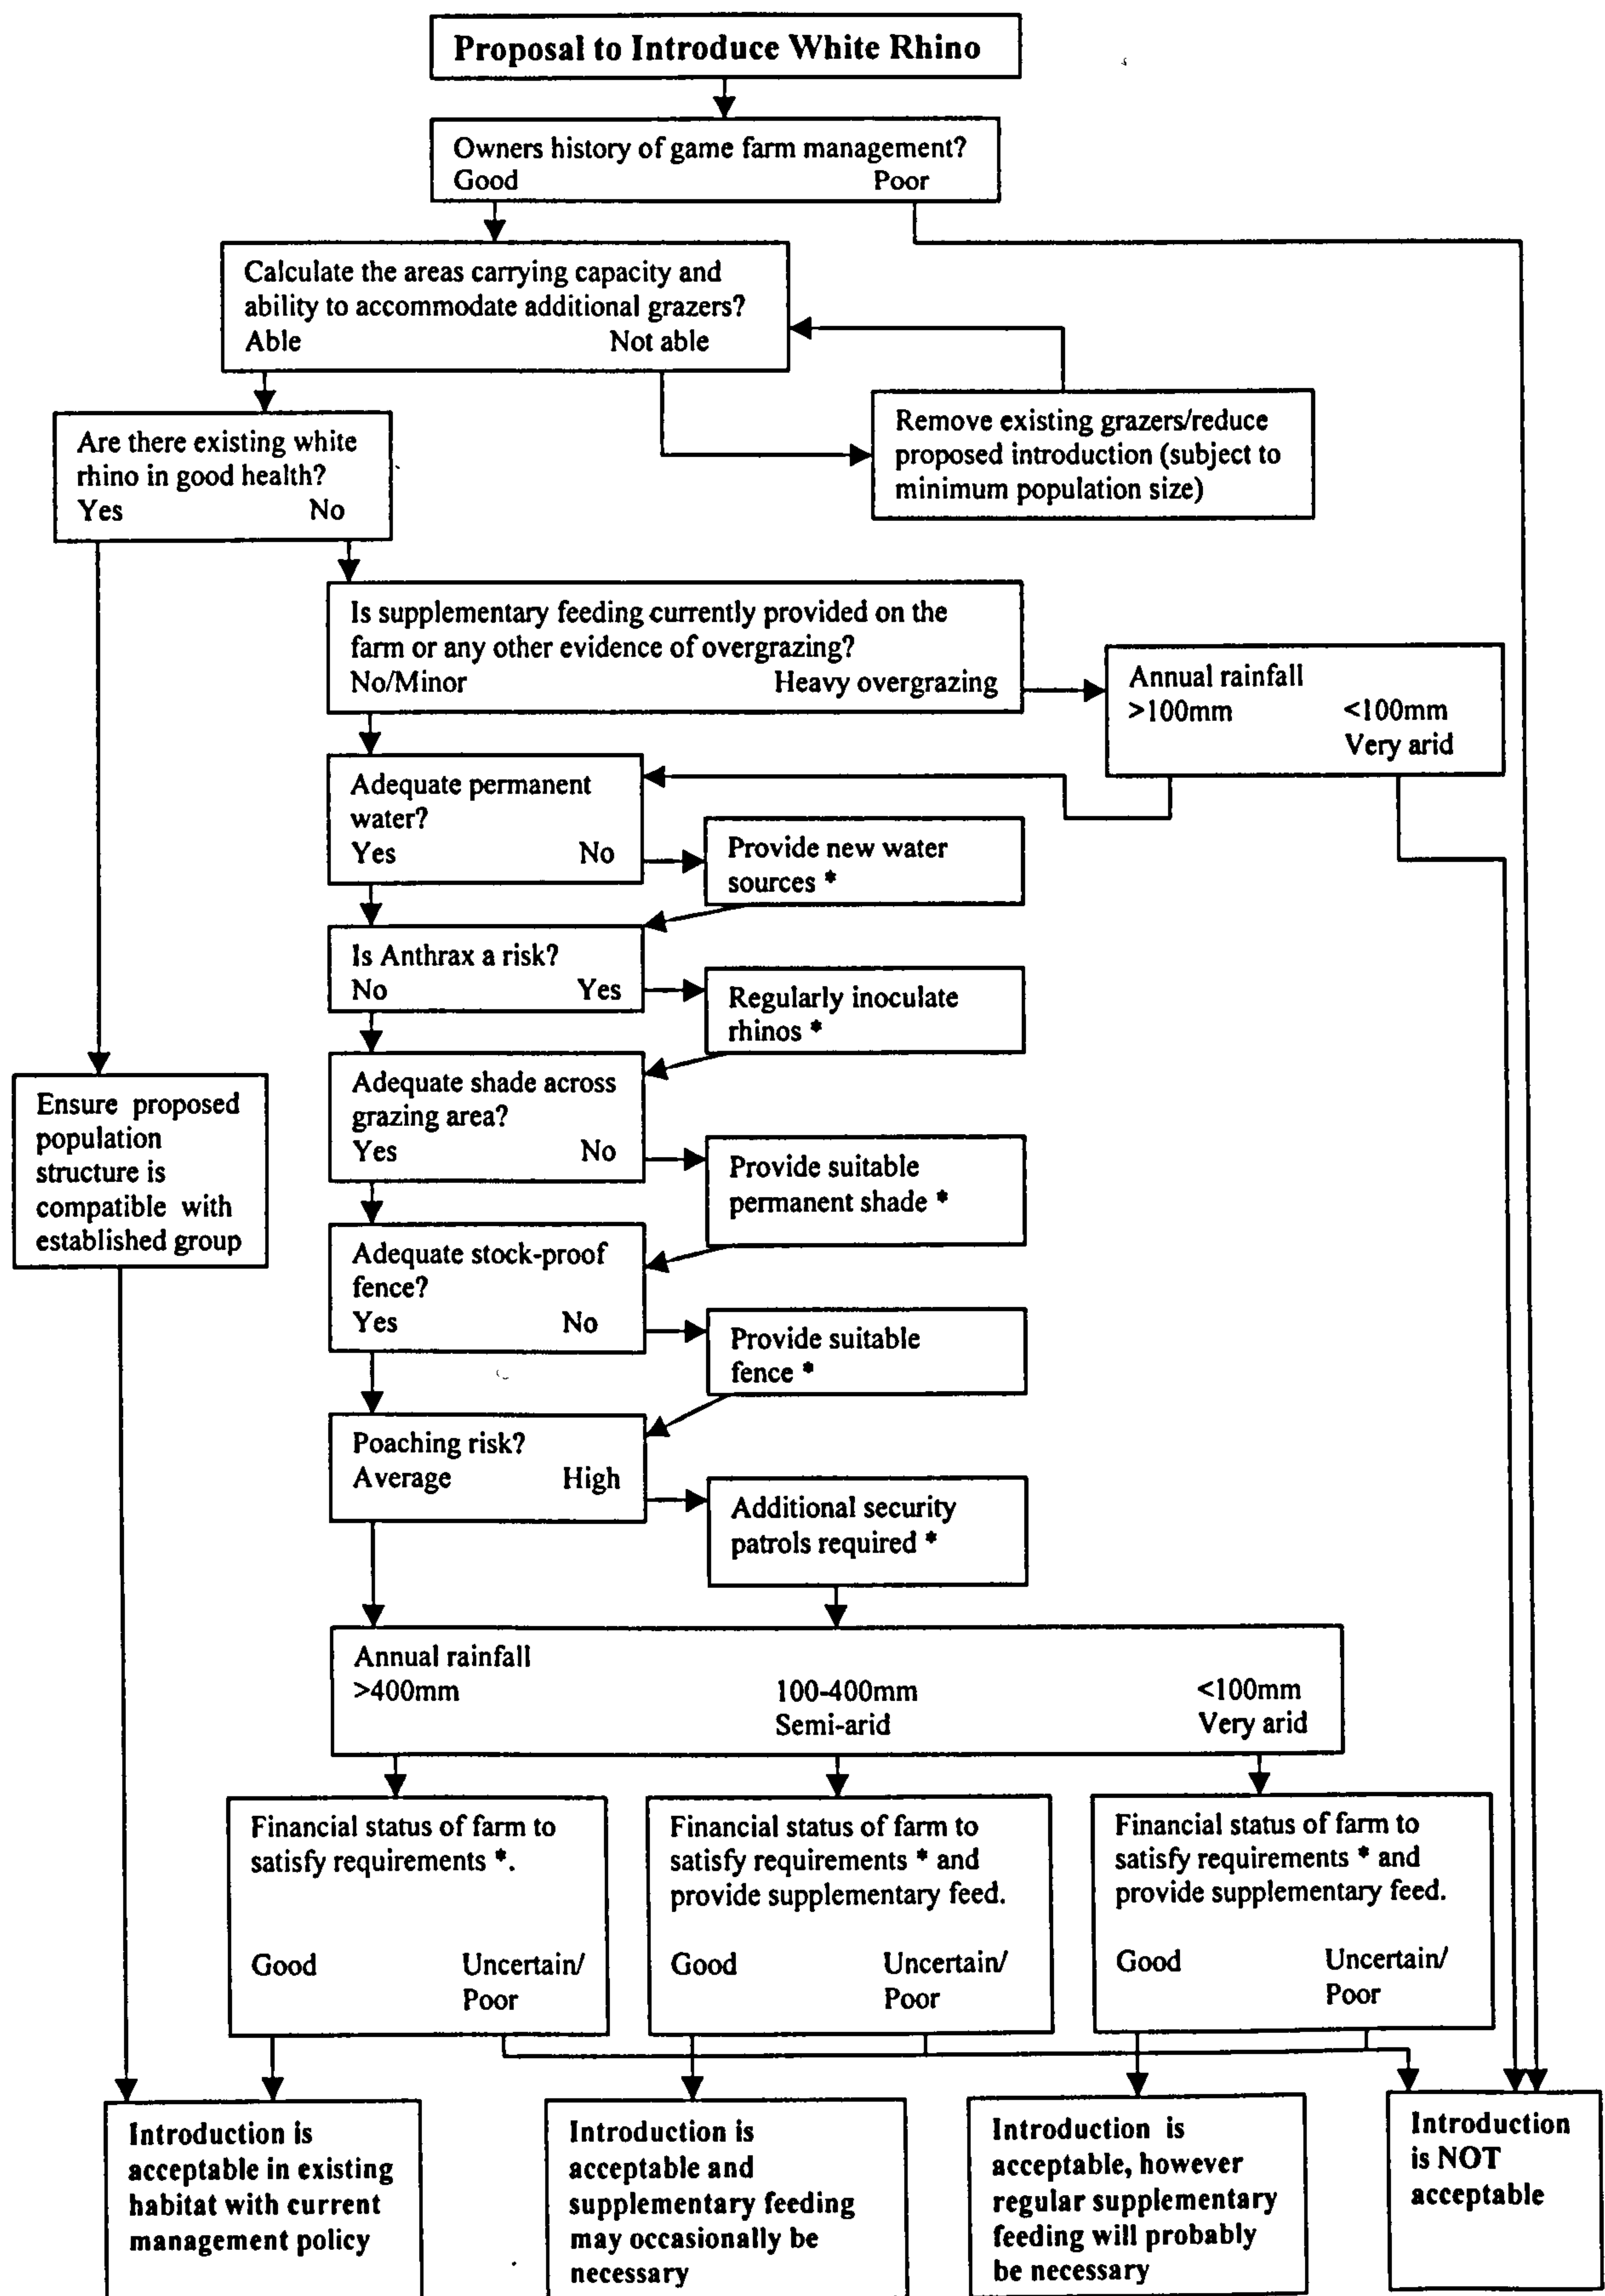 Proposal to Introduce White Rhino
Owners history of game farm management?
Good Poor
Calculate the areas carrying capacity and
ability to accommodate additional grazers?
Able Not able
Remove existing grazers/reduce
proposed introduction (subject to
minimum population size)
Are there existing white
rhino in good health?
Yes No
Is supplementary feeding currently provided on the
farm or any other evidence of overgrazing?
No/Minor Heavy overgrazing
Annual rainfall
>100mm <100mm
Very arid
Adequate permanent
water?
Yes No
Provide new water
sources *
Is Anthrax a risk?
No Yes
Regularly inoculate
rhinos *
Adequate shade across
grazing area?
Yes No
Ensure proposed
population
structure is
compatible with
established group
Provide suitable
permanent shade *
Adequate stock-proof
fence?
Yes No
Provide suitable
fence *
Poaching risk?
Average High
Additional security
patrols required *
Annual rainfall
>400mm 100-400mm <100mm
Semi-arid Very arid
Financial status of farm to
satisfy requirements *.
Good Uncertain/
Poor
Financial status of farm to
satisfy requirements * and
provide supplementary feed.
Good Uncertain/
Poor
Financial status of farm to
satisfy requirements * and
provide supplementary feed.
Good Uncertain/
Poor
Introduction is
acceptable in existing
habitat with current
management policy
Introduction is
acceptable and
supplementary feeding
may occasionally be
necessary
Introduction is
acceptable, however
regular supplementary
feeding will probably
be necessary
Introduction
is NOT
acceptable